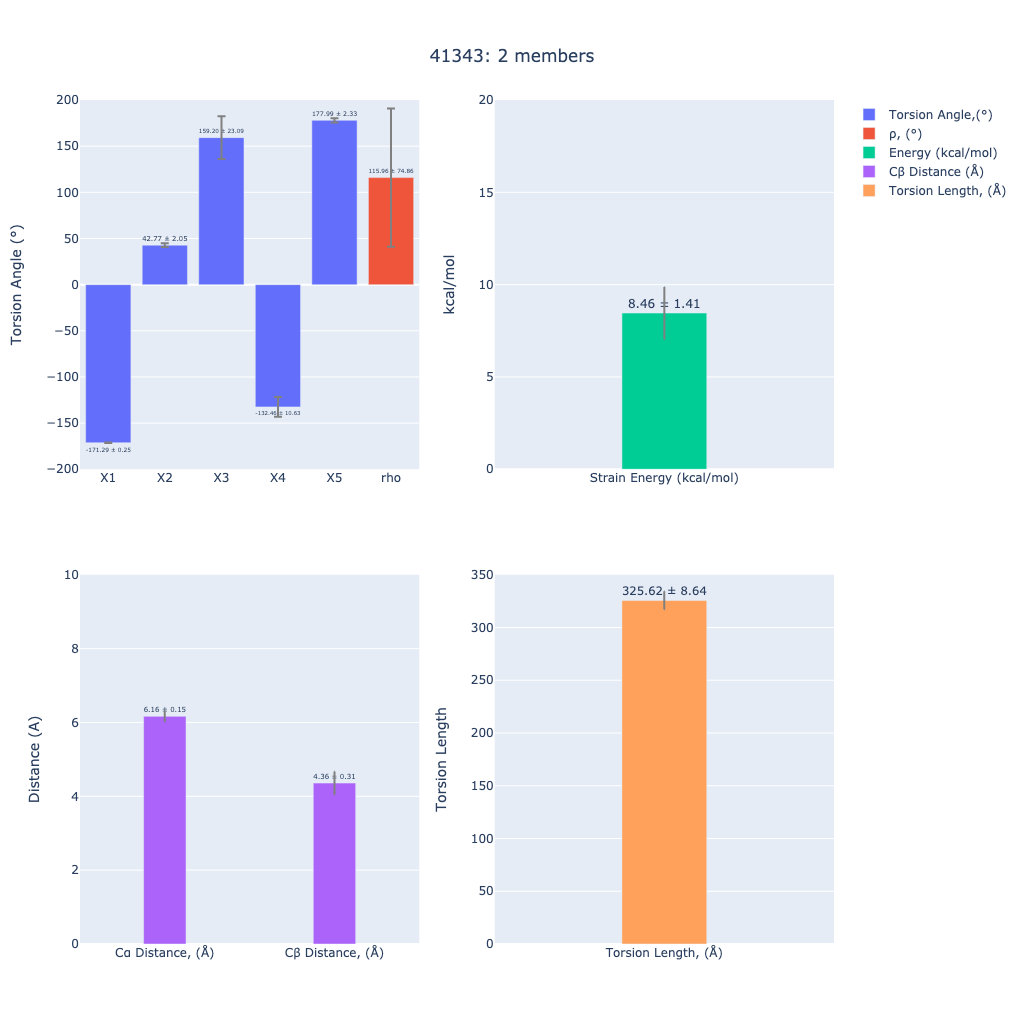 41343: 2 members
Torsion Angle (°)
200
150
100
50
0
−50
−100
−150
−200
-171.29 ± 0.25
42.77 ± 2.05
159.20 ± 23.09
-132.46 ± 10.63
177.99 ± 2.33
115.96 ± 74.86
X1 X2 X3 X4 X5 rho
kcal/mol
20
15
10
5
0
8.46 ± 1.41
Strain Energy (kcal/mol)
Torsion Angle,(°)
ρ, (°)
Energy (kcal/mol)
Cβ Distance (Å)
Torsion Length, (Å)
Distance (A)
10
8
6
4
2
0
6.16 ± 0.15
4.36 ± 0.31
Cα Distance, (Å) Cβ Distance, (Å)
Torsion Length
350
300
250
200
150
100
50
0
325.62 ± 8.64
Torsion Length, (Å)